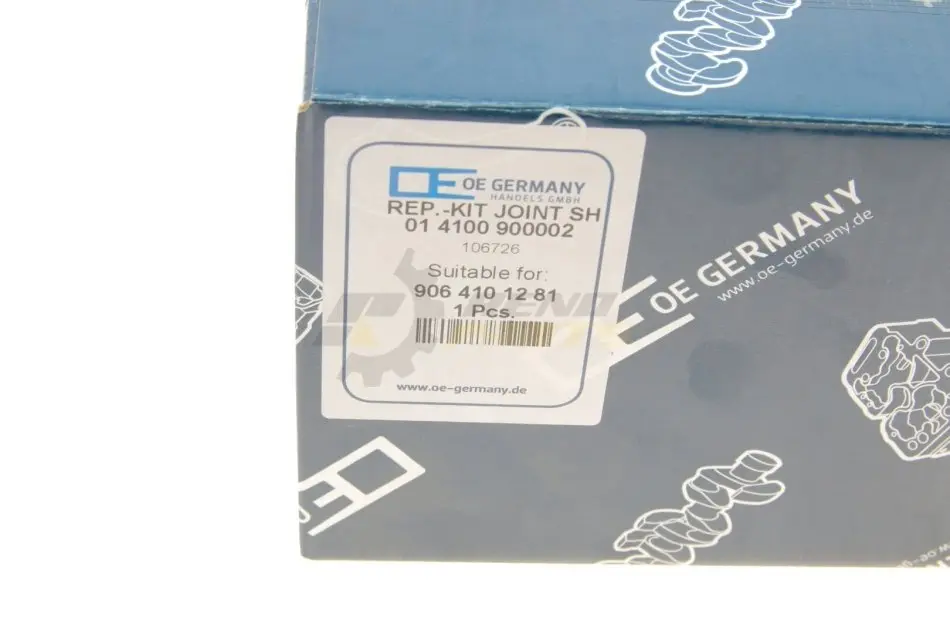 OE GERMANY
HANDELS GMBH
REP.-KIT JOINT SH
01 4100 900002
106726
Suitable for:
906 410 12 81
1 Pcs.
www.oe-germany.de
OE GERMANY
www.oe-germany.de